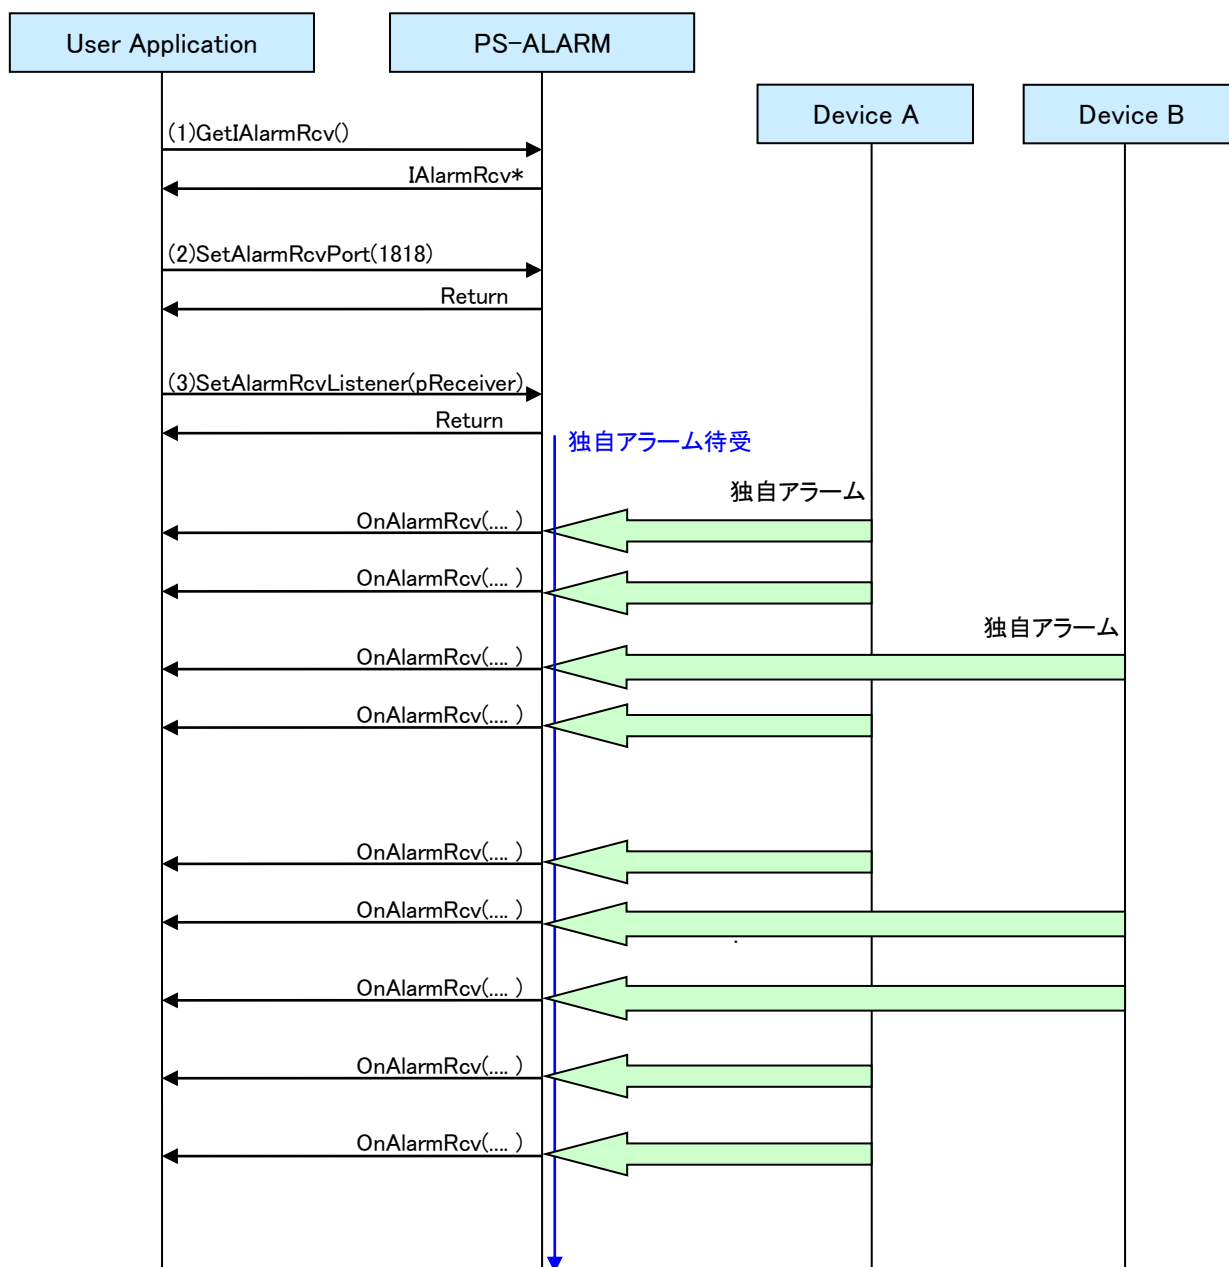 User Application
PS-ALARM
Device A
Device B
(1)GetIAlarmRcv()
IAlarmRcv*
(2)SetAlarmRcvPort(1818)
Return
(3)SetAlarmRcvListener(pReceiver)
Return
独自アラーム待受
独自アラーム
OnAlarmRcv(.... )
OnAlarmRcv(.... )
独自アラーム
OnAlarmRcv(.... )
OnAlarmRcv(.... )
OnAlarmRcv(.... )
OnAlarmRcv(.... )
.
OnAlarmRcv(.... )
OnAlarmRcv(.... )
OnAlarmRcv(.... )